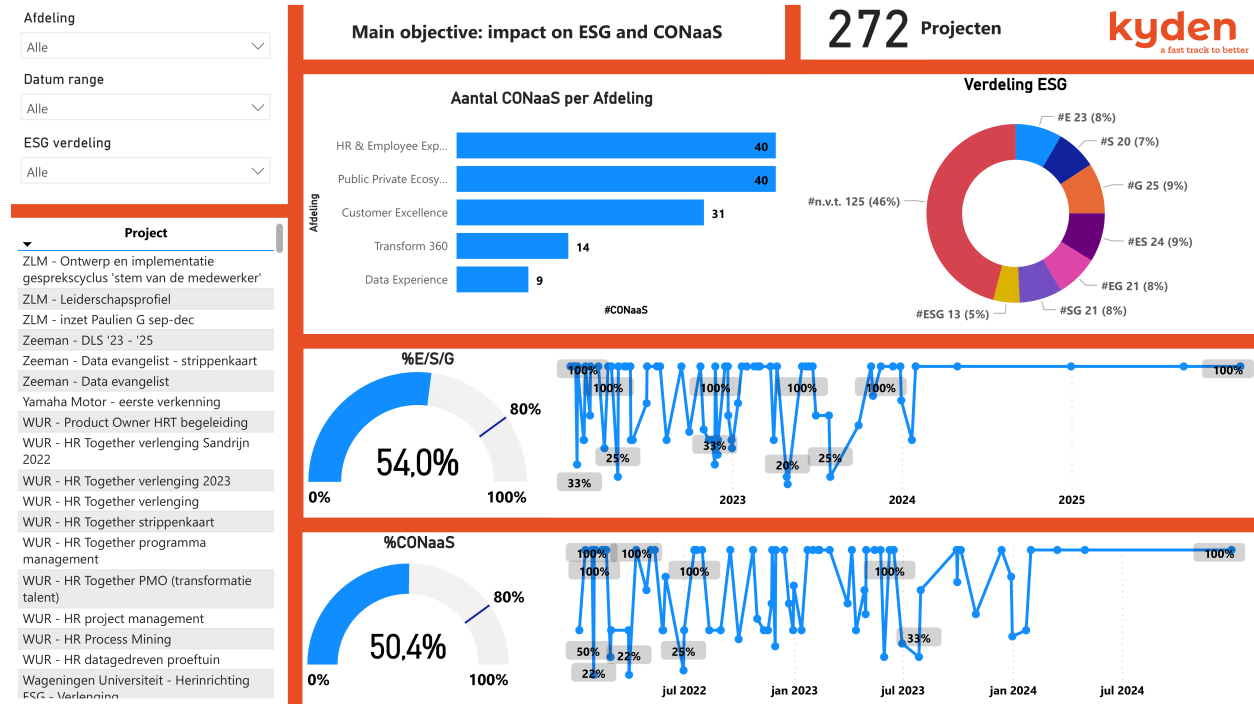 Afdeling
Alle
Datum range
Alle
ESG verdeling
Alle
Main objective: impact on ESG and CONaaS
272 Projecten
kyden
a fast track to better
Project
ZLM - Ontwerp en implementatie
gesprekscyclus 'stem van de medewerker'
ZLM - Leiderschapsprofiel
ZLM - inzet Paulien G sep-dec
Zeeman - DLS '23 - '25
Zeeman - Data evangelist - strippenkaart
Zeeman - Data evangelist
Yamaha Motor - eerste verkenning
WUR - Product Owner HRT begeleiding
WUR - HR Together verlenging Sandrijn
2022
WUR - HR Together verlenging 2023
WUR - HR Together verlenging
WUR - HR Together strippenkaart
WUR - HR Together programma
management
WUR - HR Together PMO (transformatie
talent)
WUR - HR project management
WUR - HR Process Mining
WUR - HR datagedreven proeftuin
Wageningen Universiteit - Herinrichting
ESG - Verlenging
Aantal CONaaS per Afdeling
Afdeling
HR & Employee Exp... 40
Public Private Ecosy... 40
Customer Excellence 31
Transform 360 14
Data Experience 9
#CONaaS
Verdeling ESG
#E 23 (8%)
#S 20 (7%)
#G 25 (9%)
#ES 24 (9%)
#EG 21 (8%)
#SG 21 (8%)
#ESG 13 (5%)
#n.v.t. 125 (46%)
%E/S/G
80%
54,0%
0% 100%
100% 100%
100% 100% 100% 100%
33%
25% 20% 25%
33%
2023 2024 2025
%CONaaS
80%
50,4%
0% 100%
100% 100% 100%
100% 100% 100%
33%
50% 22% 25%
22%
jul 2022 jan 2023 jul 2023 jan 2024 jul 2024